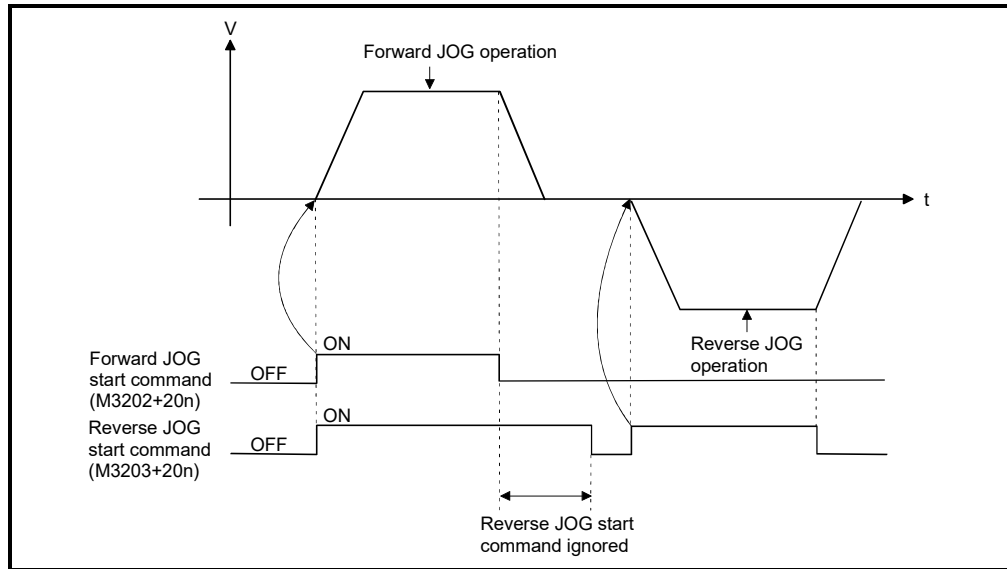 V
Forward JOG operation
t
Reverse JOG
operation
ON
Forward JOG
start command
(M3202+20n)
OFF
ON
Reverse JOG
start command
(M3203+20n)
OFF
Reverse JOG start
command ignored